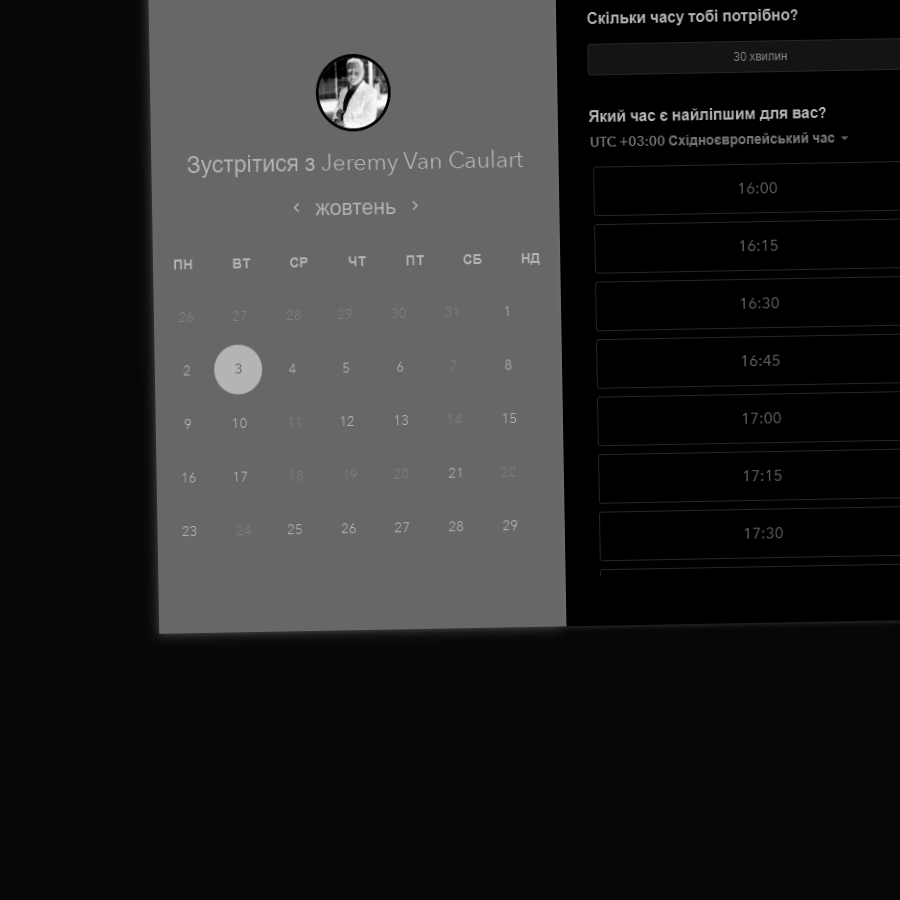 Зустрітися з Jeremy Van Caulart
жовтень
ПН ВТ СР ЧТ ПТ СБ НД
26 27 28 29 30 31 1
2 3 4 5 6 7 8
9 10 11 12 13 14 15
16 17 18 19 20 21 22
23 24 25 26 27 28 29
Скільки часу тобі потрібно?
30 хвилин
Який час є найліпшим для вас?
UTC +03:00 Східноєвропейський час
16:00
16:15
16:30
16:45
17:00
17:15
17:30